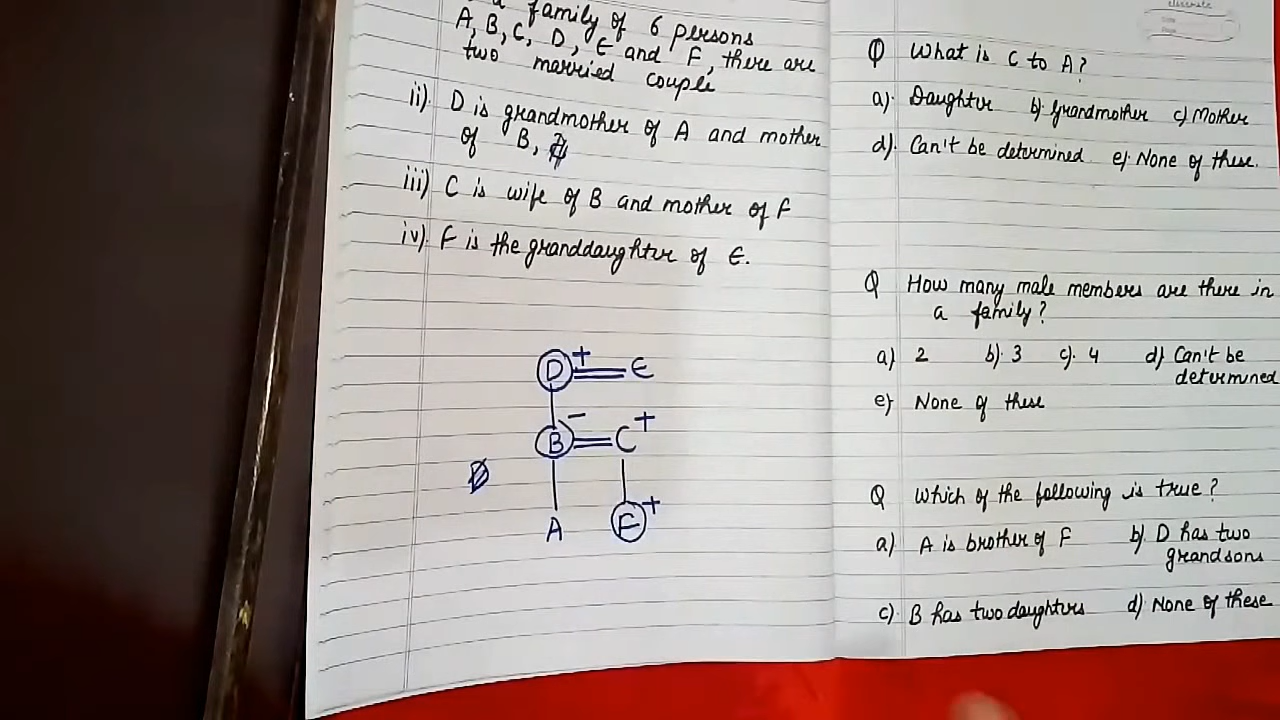 family of 6 persons
A, B, C, D, E and F, there are
two married couple
ii). D is grandmother of A and mother
of B,
iii) C is wife of B and mother of F
iv). F is the granddaughter of E.
D + E
B - C +
A F +
Q What is C to A?
a). Daughter b). Grandmother c) Mother
d). Can't be determined e). None of these.
Q How many male members are there in
a family?
a) 2 b). 3 c). 4 d) Can't be
determined
e) None of these
Q Which of the following is true?
a) A is brother of F b) D has two
grandsons
c). B has two daughters d) None of these